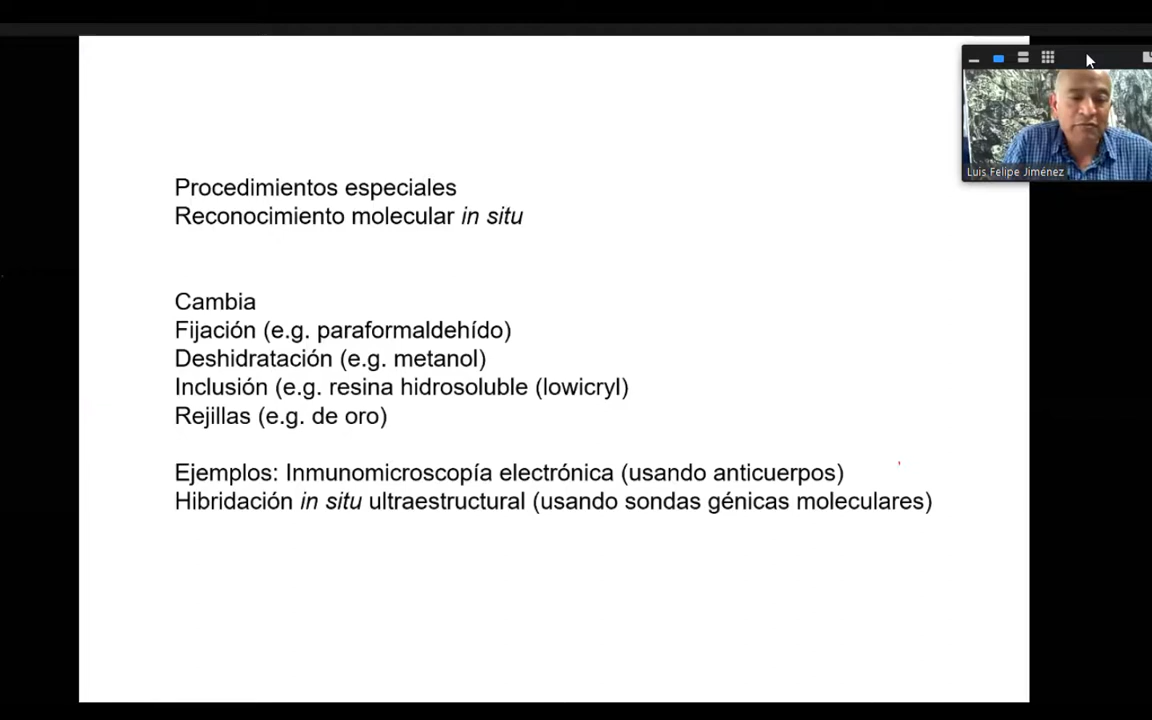 Luis Felipe Jiménez
Procedimientos especiales
Reconocimiento molecular in situ
Cambia
Fijación (e.g. paraformaldehído)
Deshidratación (e.g. metanol)
Inclusión (e.g. resina hidrosoluble (lowicryl)
Rejillas (e.g. de oro)
Ejemplos: Inmunomicroscopía electrónica (usando anticuerpos)
Hibridación in situ ultraestructural (usando sondas génicas moleculares)